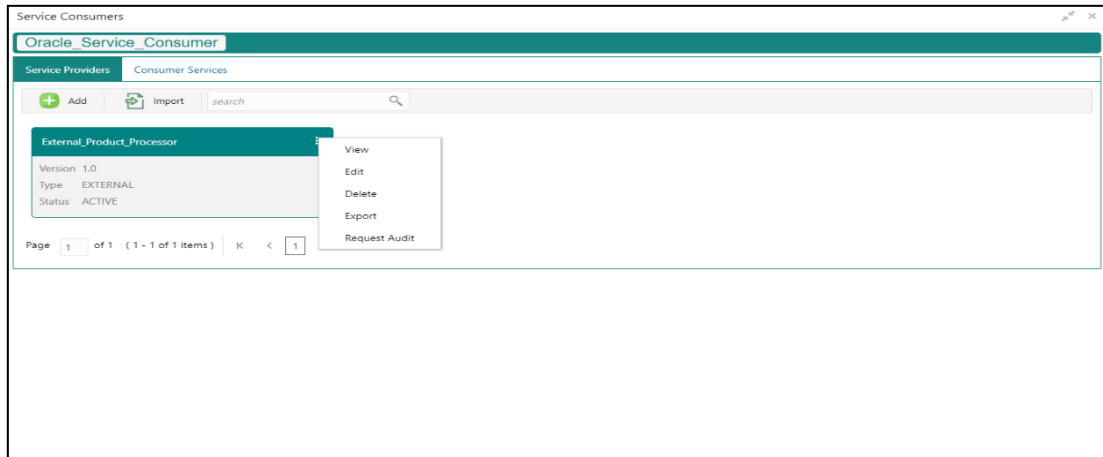 Service Consumers
Oracle_Service_Consumer
Service Providers Consumer Services
Add Import search
External_Product_Processor
Version 1.0
Type EXTERNAL
Status ACTIVE
View
Edit
Delete
Export
Request Audit
Page 1 of 1 ( 1 - 1 of 1 items ) K < 1